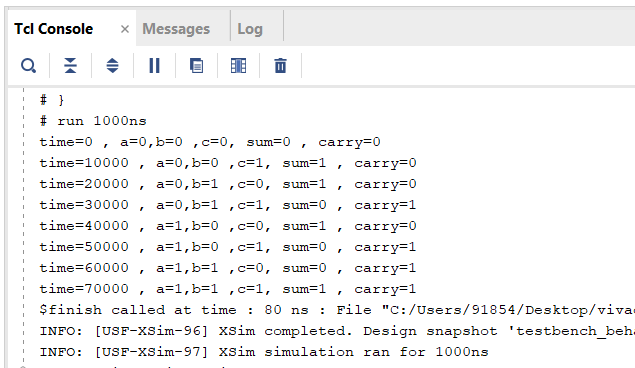 Tcl Console × Messages Log
# }
# run 1000ns
time=0 , a=0,b=0 ,c=0, sum=0 , carry=0
time=10000 , a=0,b=0 ,c=1, sum=1 , carry=0
time=20000 , a=0,b=1 ,c=0, sum=1 , carry=0
time=30000 , a=0,b=1 ,c=1, sum=0 , carry=1
time=40000 , a=1,b=0 ,c=0, sum=1 , carry=0
time=50000 , a=1,b=0 ,c=1, sum=0 , carry=1
time=60000 , a=1,b=1 ,c=0, sum=0 , carry=1
time=70000 , a=1,b=1 ,c=1, sum=1 , carry=1
$finish called at time : 80 ns : File "C:/Users/91854/Desktop/vivad
INFO: [USF-XSim-96] XSim completed. Design snapshot 'testbench_beha
INFO: [USF-XSim-97] XSim simulation ran for 1000ns